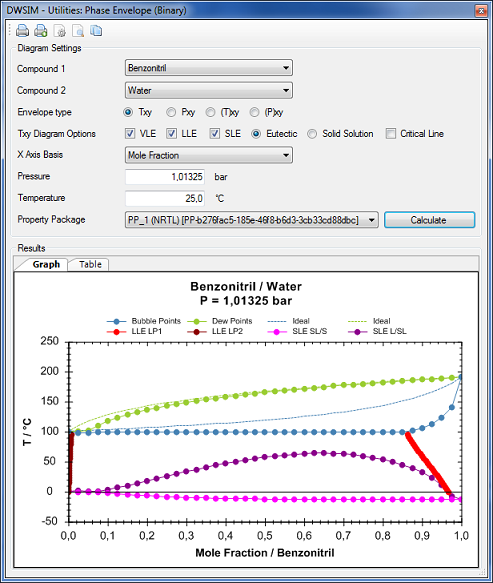 DWSIM - Utilities: Phase Envelope (Binary)
Diagram Settings
Compound 1 Benzonitril
Compound 2 Water
Envelope type Txy Pxy (T)xy (P)xy
Txy Diagram Options VLE LLE SLE Eutectic Solid Solution Critical Line
X Axis Basis Mole Fraction
Pressure 1,01325 bar
Temperature 25,0 °C
Property Package PP_1 (NRTL) [PP-b276fac5-185e-46f8-b6d3-3cb33cd88dbc] Calculate
Results
Graph Table
Benzonitril / Water
P = 1,01325 bar
Bubble Points Dew Points Ideal Ideal
LLE LP1 LLE LP2 SLE SL/S SLE L/SL
250
200
150
100
50
0
-50
T / °C
0,0 0,1 0,2 0,3 0,4 0,5 0,6 0,7 0,8 0,9 1,0
Mole Fraction / Benzonitril